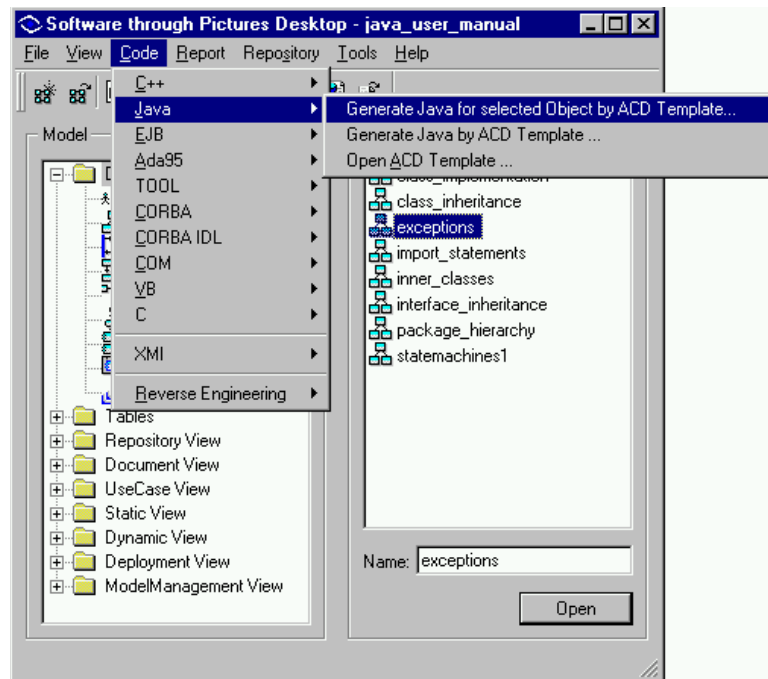 Software through Pictures Desktop - java_user_manual
File View Code Report Repository Tools Help
C++
Java
EJB
Ada95
TOOL
CORBA
CORBA IDL
COM
VB
C
XMI
Reverse Engineering
Generate Java for selected Object by ACD Template...
Generate Java by ACD Template ...
Open ACD Template ...
Model
Tables
Repository View
Document View
UseCase View
Static View
Dynamic View
Deployment View
ModelManagement View
class_implementation
class_inheritance
exceptions
import_statements
inner_classes
interface_inheritance
package_hierarchy
statemachines1
Name: exceptions
Open